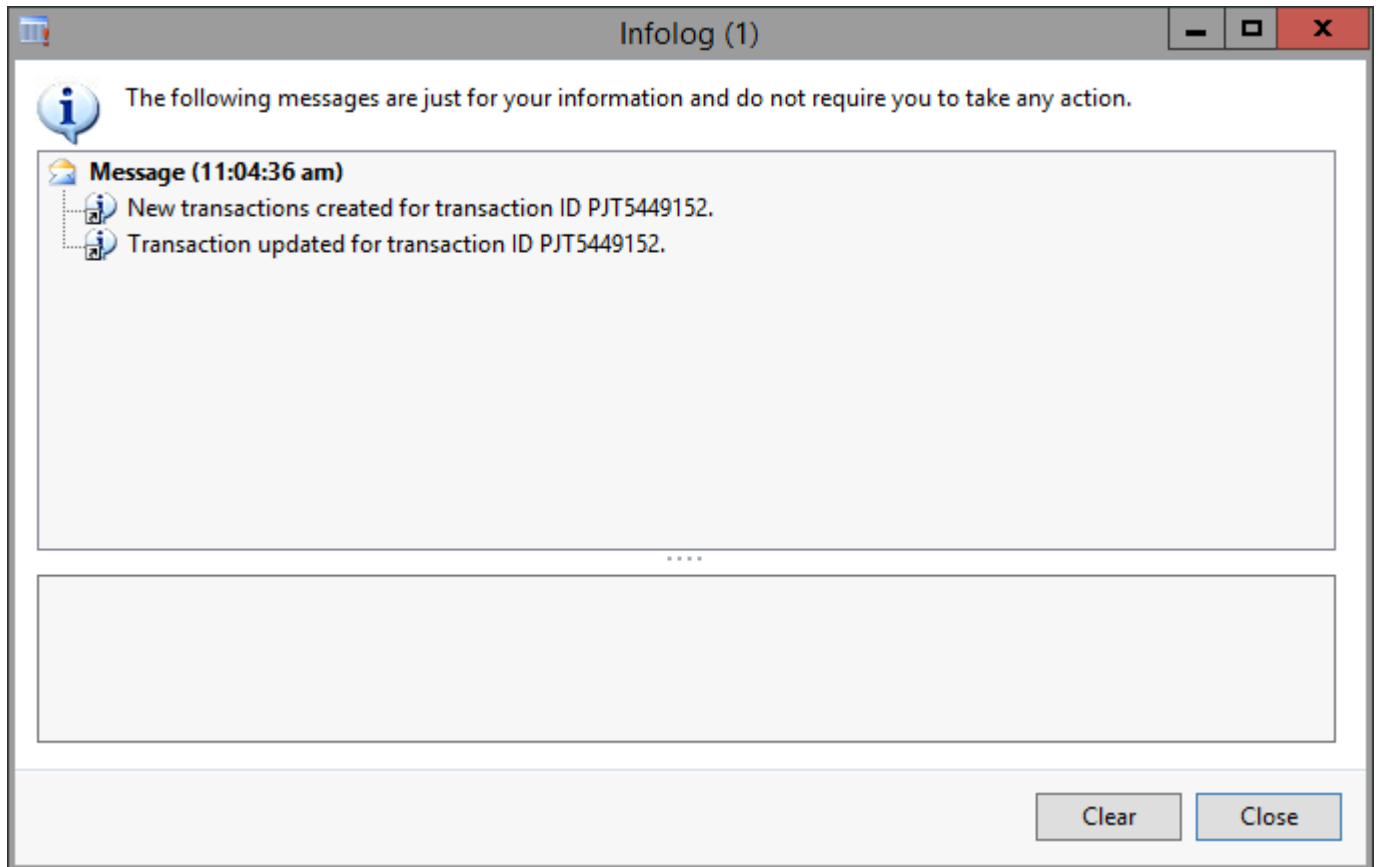 Infolog (1)
The following messages are just for your information and do not require you to take any action.
Message (11:04:36 am)
New transactions created for transaction ID PJT5449152.
Transaction updated for transaction ID PJT5449152.
Clear
Close